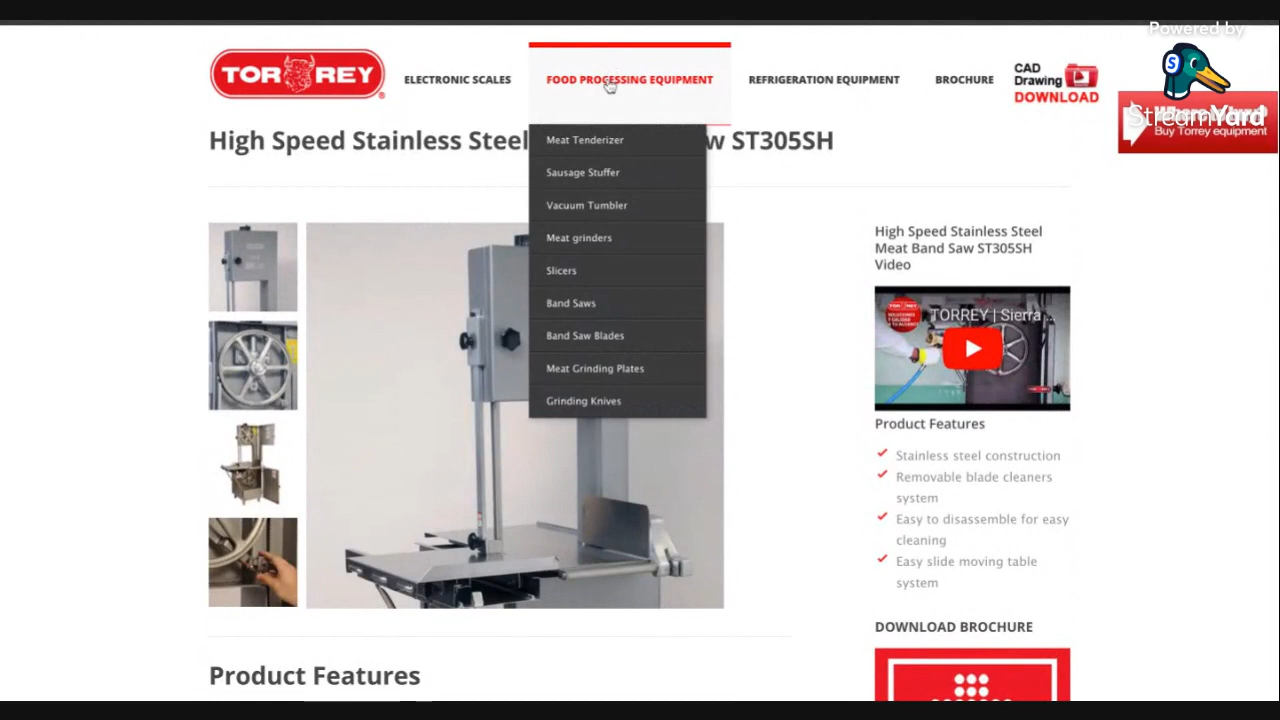 Powered by
StreamYard
TOR REY
ELECTRONIC SCALES
FOOD PROCESSING EQUIPMENT
REFRIGERATION EQUIPMENT
BROCHURE
CAD
Drawing
DOWNLOAD
Buy Torrey equipment
High Speed Stainless Steel
w ST305SH
Meat Tenderizer
Sausage Stuffer
Vacuum Tumbler
Meat grinders
Slicers
Band Saws
Band Saw Blades
Meat Grinding Plates
Grinding Knives
High Speed Stainless Steel
Meat Band Saw ST305SH
Video
TORREY | Sierra ...
Product Features
Stainless steel construction
Removable blade cleaners
system
Easy to disassemble for easy
cleaning
Easy slide moving table
system
DOWNLOAD BROCHURE
Product Features